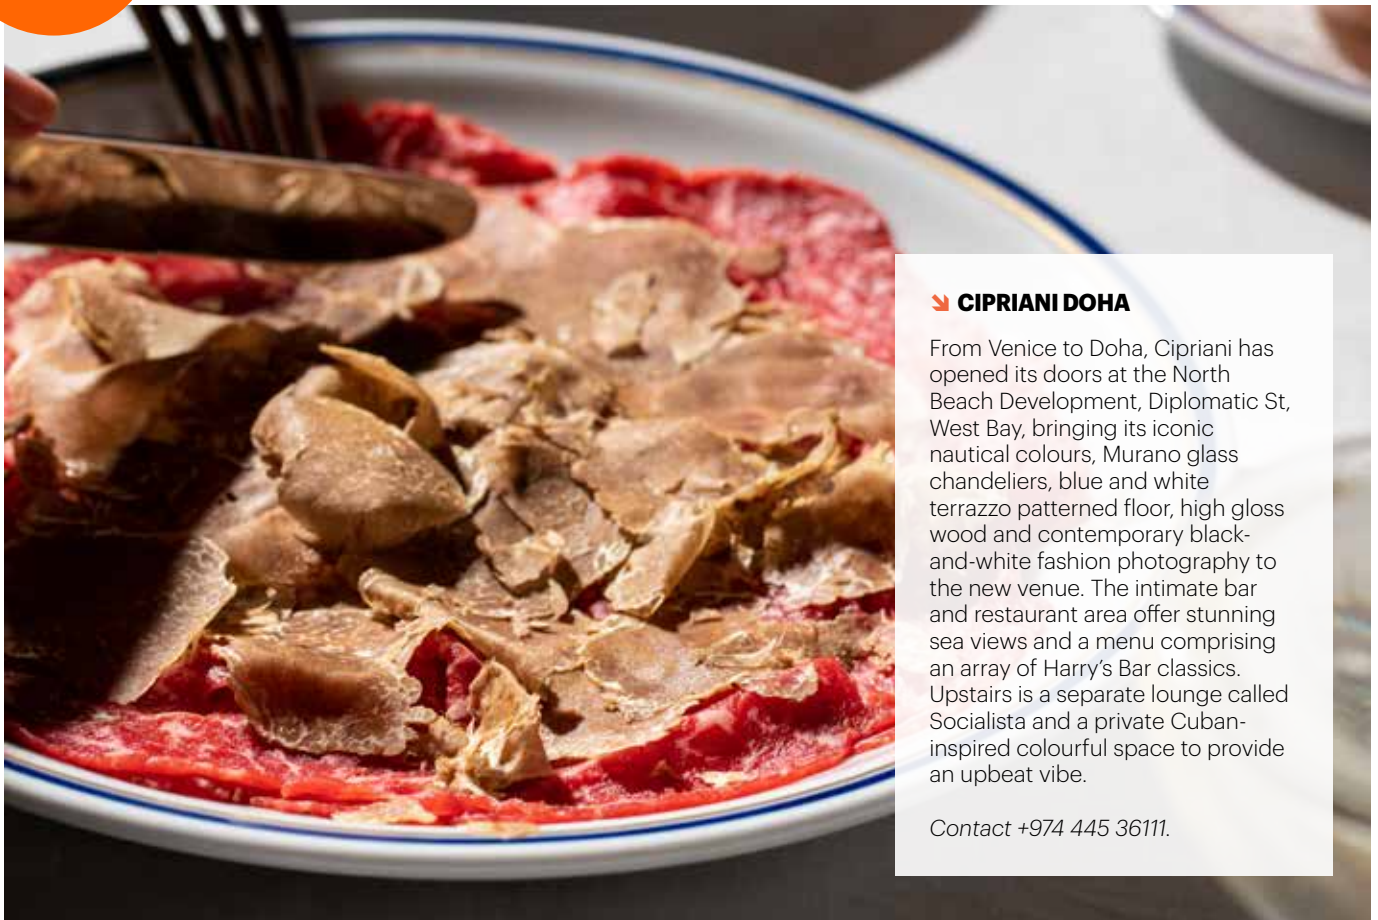 CIPRIANI DOHA
From Venice to Doha, Cipriani has
opened its doors at the North
Beach Development, Diplomatic St,
West Bay, bringing its iconic
nautical colours, Murano glass
chandeliers, blue and white
terrazzo patterned floor, high gloss
wood and contemporary black-
and-white fashion photography to
the new venue. The intimate bar
and restaurant area offer stunning
sea views and a menu comprising
an array of Harry’s Bar classics.
Upstairs is a separate lounge called
Socialista and a private Cuban-
inspired colourful space to provide
an upbeat vibe.
Contact +974 445 36111.